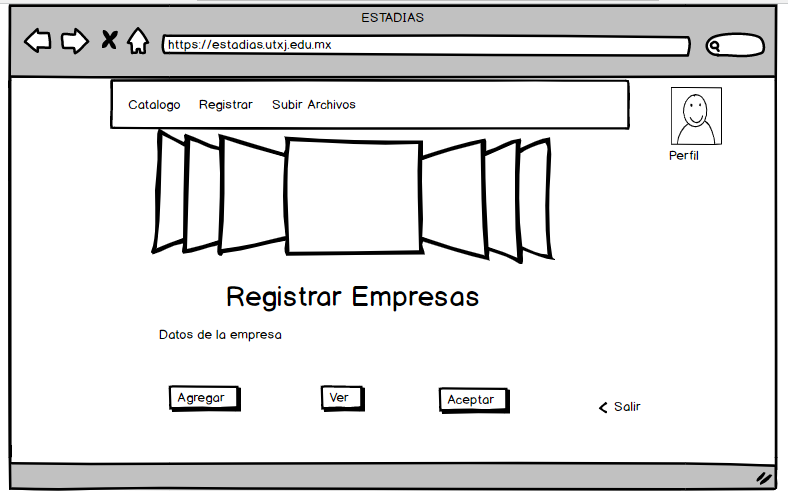 ESTADIAS
https://estadias.utxj.edu.mx
Catalogo Registrar Subir Archivos
Perfil
Registrar Empresas
Datos de la empresa
Agregar Ver Aceptar Salir